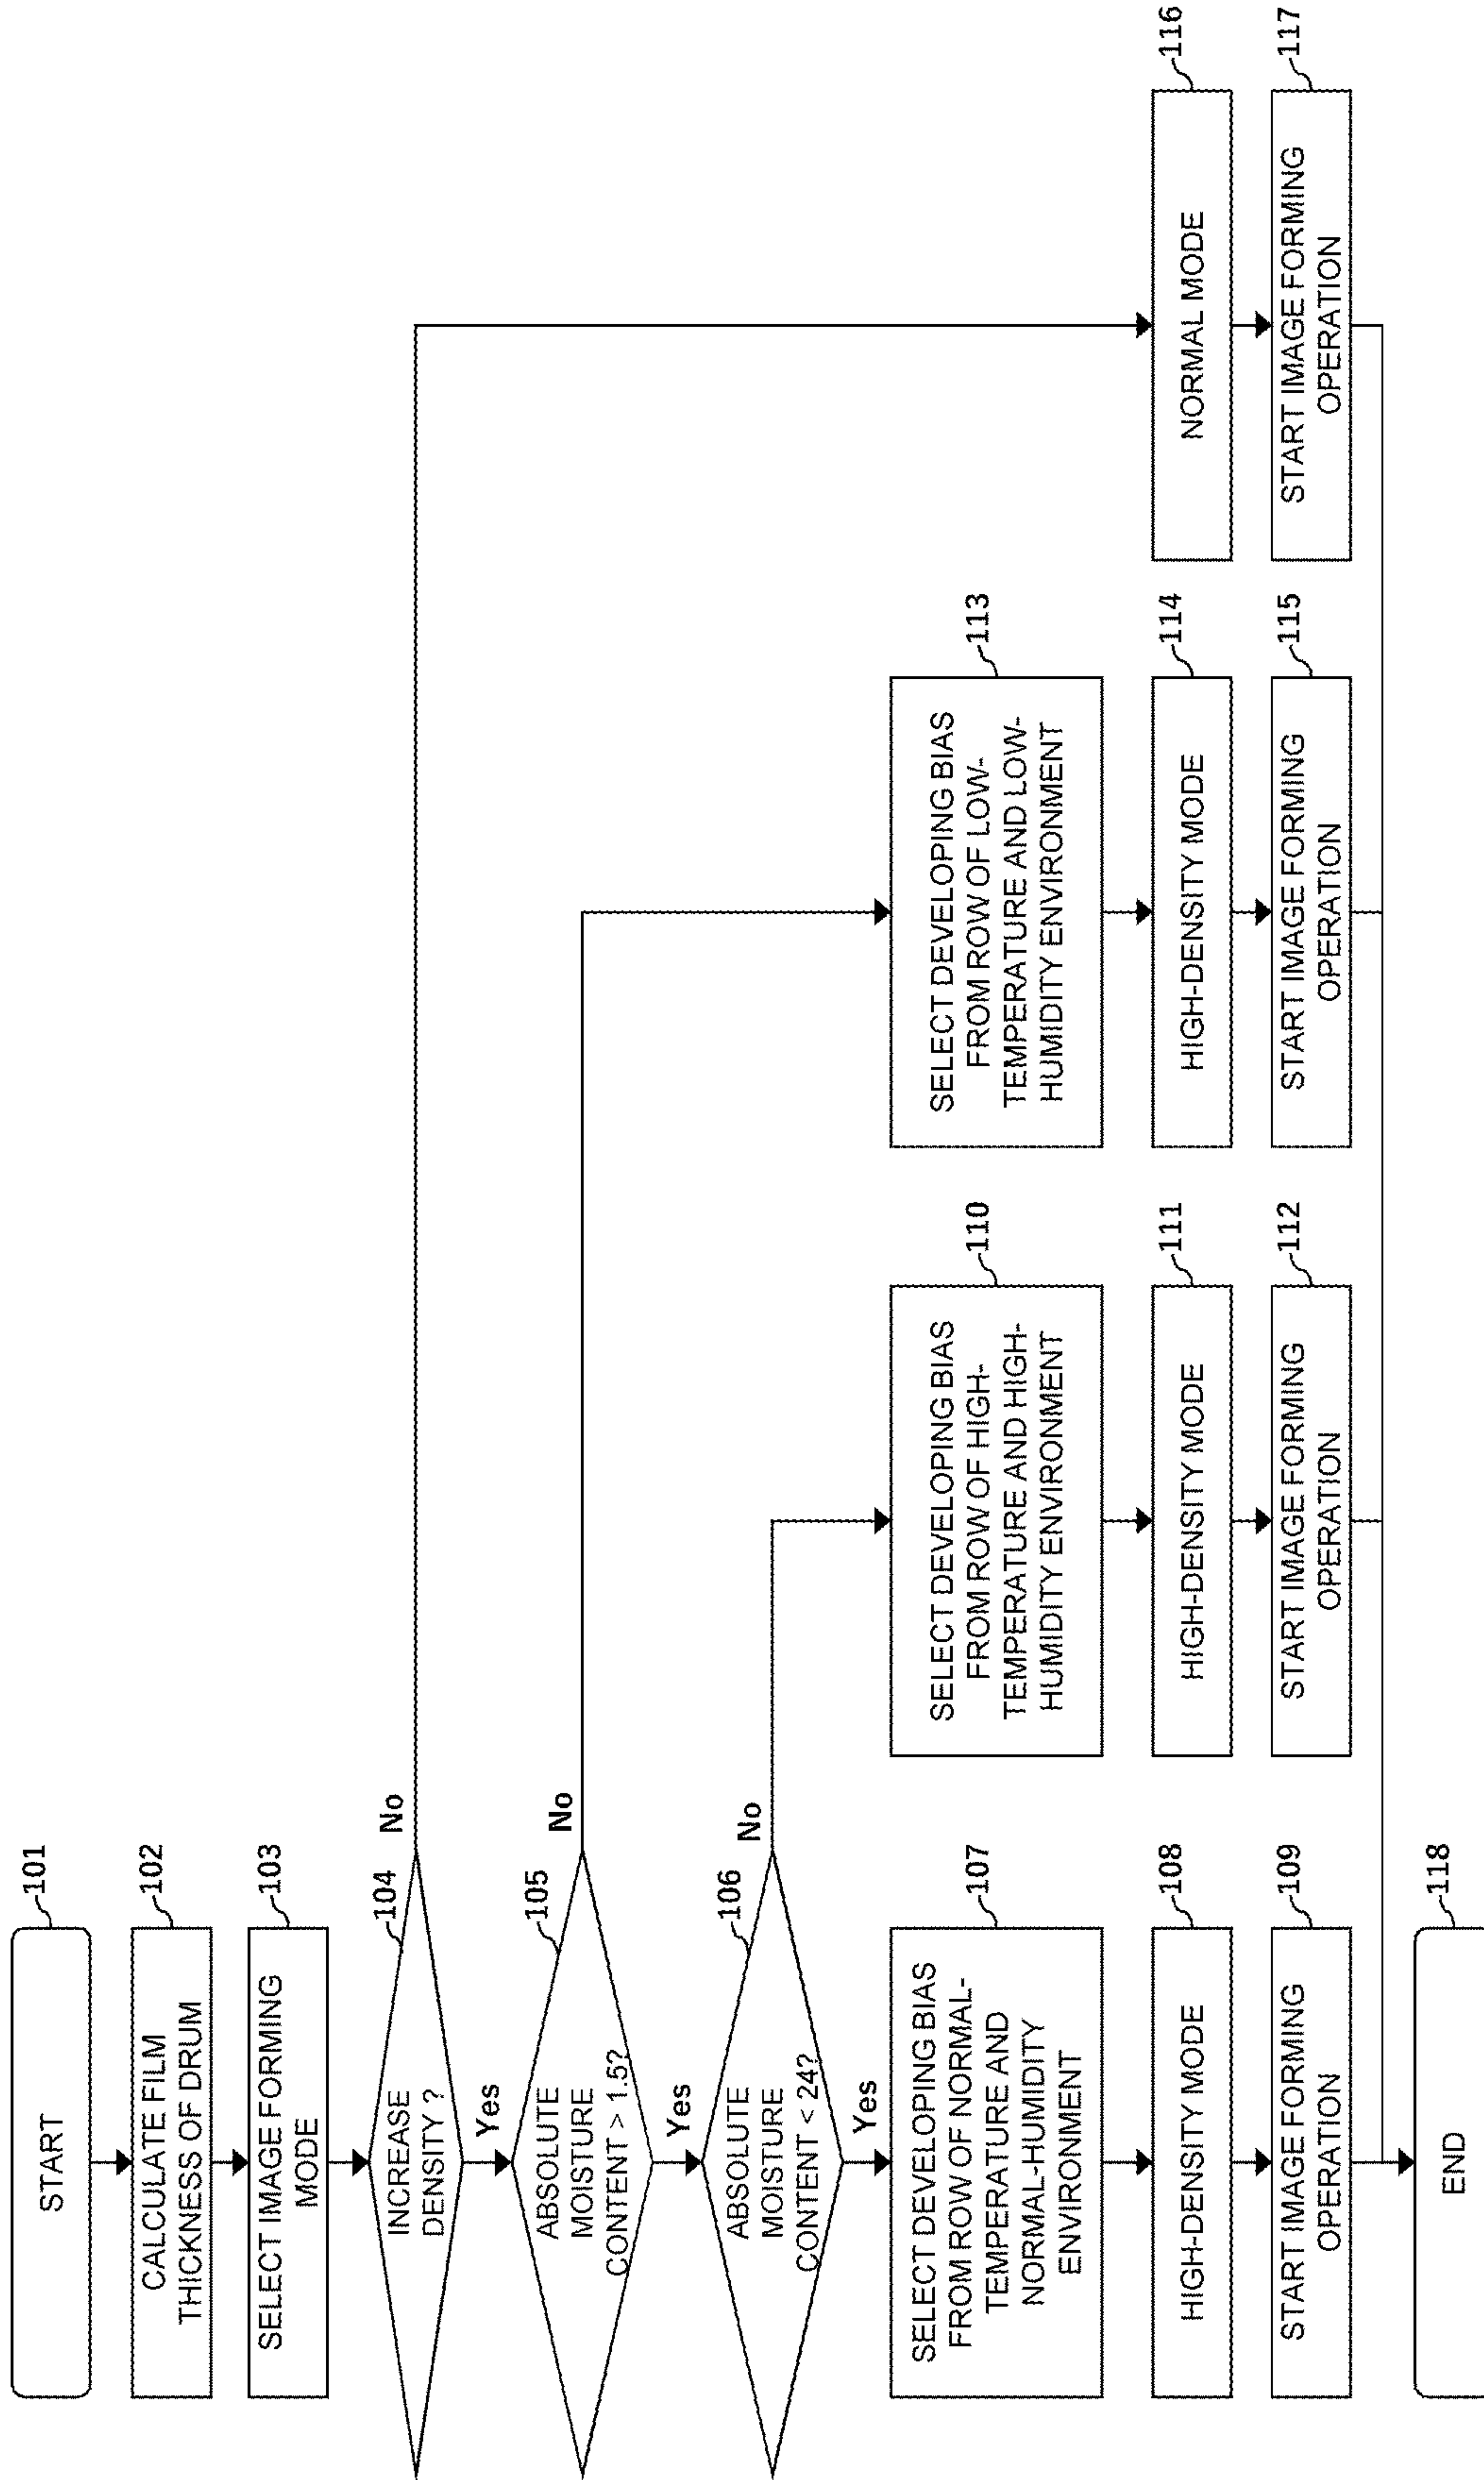 START
101
CALCULATE FILM
THICKNESS OF DRUM
102
SELECT IMAGE FORMING
MODE
103
INCREASE
DENSITY ?
104
No
Yes
ABSOLUTE
MOISTURE
CONTENT > 1.5?
105
No
Yes
ABSOLUTE
MOISTURE
CONTENT < 24?
106
No
Yes
SELECT DEVELOPING BIAS
FROM ROW OF NORMAL-
TEMPERATURE AND
NORMAL-HUMIDITY
ENVIRONMENT
107
HIGH-DENSITY MODE
108
START IMAGE FORMING
OPERATION
109
SELECT DEVELOPING BIAS
FROM ROW OF HIGH-
TEMPERATURE AND HIGH-
HUMIDITY ENVIRONMENT
110
HIGH-DENSITY MODE
111
START IMAGE FORMING
OPERATION
112
SELECT DEVELOPING BIAS
FROM ROW OF LOW-
TEMPERATURE AND LOW-
HUMIDITY ENVIRONMENT
113
HIGH-DENSITY MODE
114
START IMAGE FORMING
OPERATION
115
NORMAL MODE
116
START IMAGE FORMING
OPERATION
117
END
118